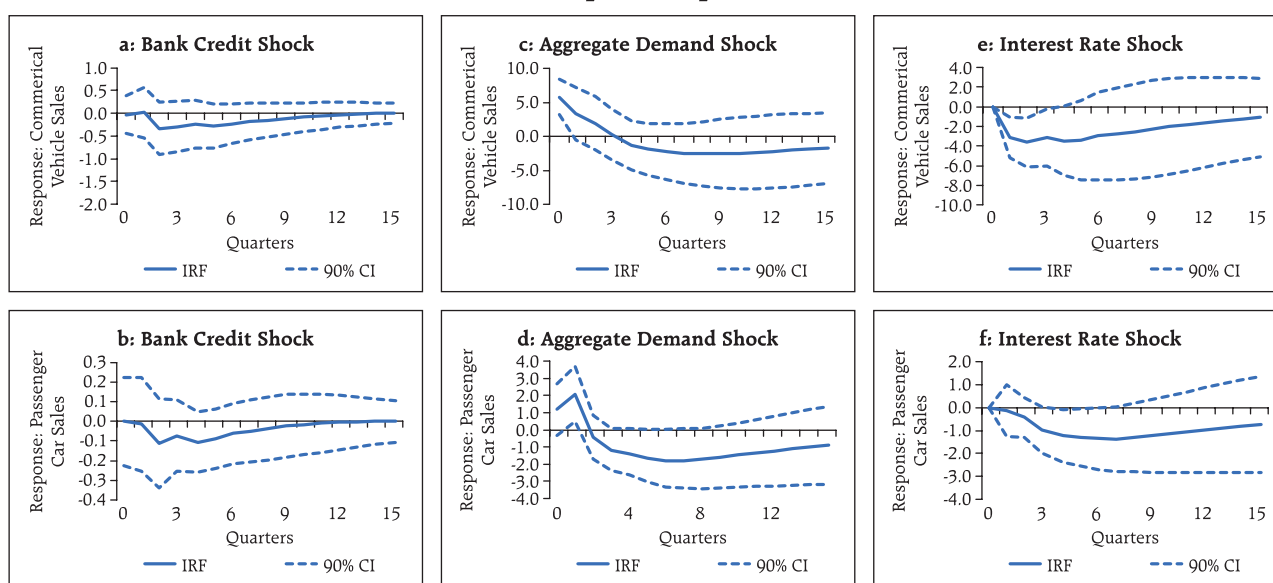 a: Bank Credit Shock
Response: Commerical
Vehicle Sales
1.0
0.5
0.0
-0.5
-1.0
-1.5
-2.0
0 3 6 9 12 15
Quarters
IRF 90% CI
c: Aggregate Demand Shock
Response: Commerical
Vehicle Sales
10.0
5.0
0.0
-5.0
-10.0
0 3 6 9 12 15
Quarters
IRF 90% CI
e: Interest Rate Shock
Response: Commerical
Vehicle Sales
4.0
2.0
0.0
-2.0
-4.0
-6.0
-8.0
-10.0
0 3 6 9 12 15
Quarters
IRF 90% CI
b: Bank Credit Shock
Response: Passenger
Car Sales
0.3
0.2
0.1
0.0
-0.1
-0.2
-0.3
-0.4
0 3 6 9 12 15
Quarters
IRF 90% CI
d: Aggregate Demand Shock
Response: Passenger
Car Sales
4.0
3.0
2.0
1.0
0.0
-1.0
-2.0
-3.0
-4.0
0 4 8 12
Quarters
IRF 90% CI
f: Interest Rate Shock
Response: Passenger
Car Sales
2.0
1.0
0.0
-1.0
-2.0
-3.0
-4.0
0 3 6 9 12 15
Quarters
IRF 90% CI